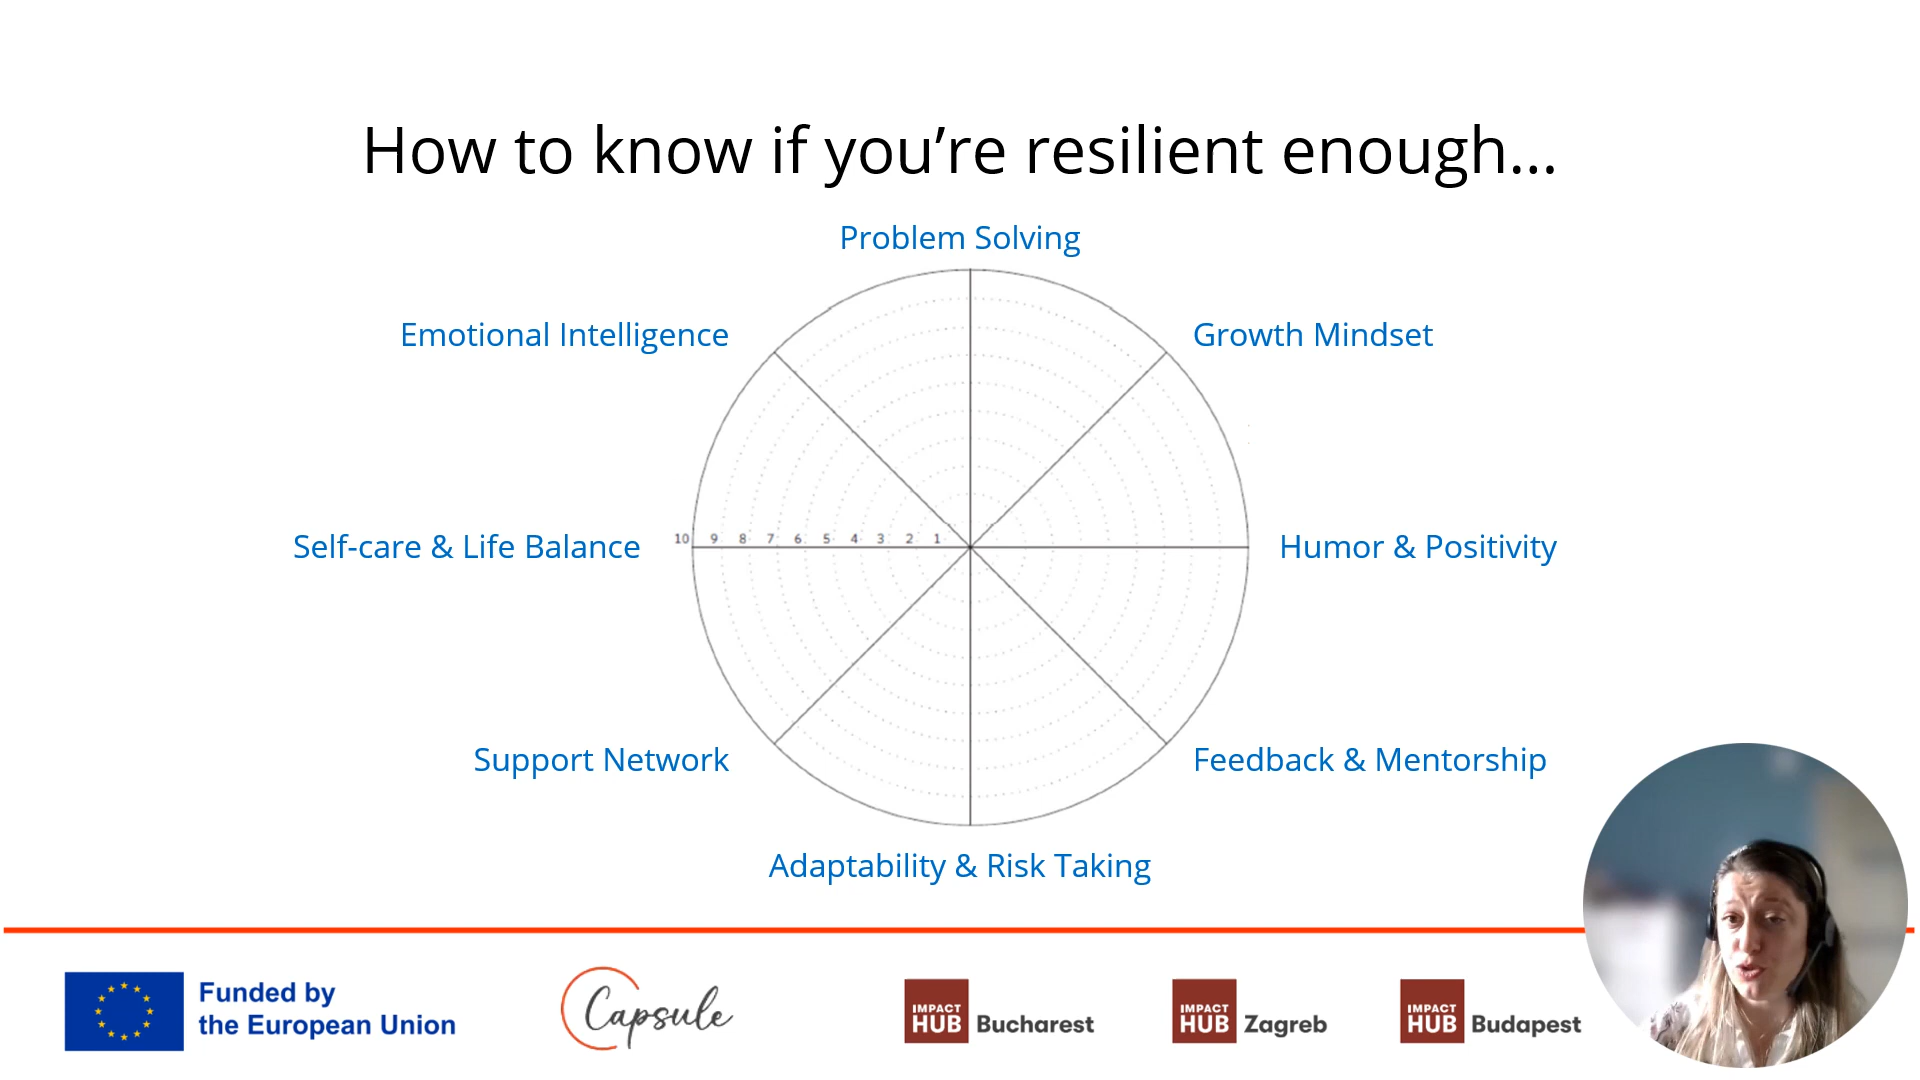 How to know if you’re resilient enough...
Problem Solving
Emotional Intelligence
Growth Mindset
Self-care & Life Balance
10 9 8 7 6 5 4 3 2 1
Humor & Positivity
Support Network
Feedback & Mentorship
Adaptability & Risk Taking
Funded by
the European Union
Capsule
IMPACT
HUB Bucharest
IMPACT
HUB Zagreb
IMPACT
HUB Budapest